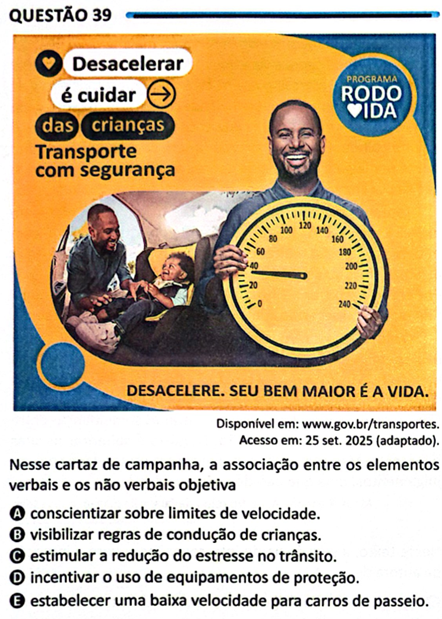 QUESTÃO 39
Desacelerar
é cuidar
das crianças
Transporte
com segurança
PROGRAMA
RODO
VIDA
0
20
40
60
80
100
120
140
160
180
200
220
240
DESACELERE. SEU BEM MAIOR É A VIDA.
Disponível em: www.gov.br/transportes.
Acesso em: 25 set. 2025 (adaptado).
Nesse cartaz de campanha, a associação entre os elementos
verbais e os não verbais objetiva
A conscientizar sobre limites de velocidade.
B visibilizar regras de condução de crianças.
C estimular a redução do estresse no trânsito.
D incentivar o uso de equipamentos de proteção.
E estabelecer uma baixa velocidade para carros de passeio.